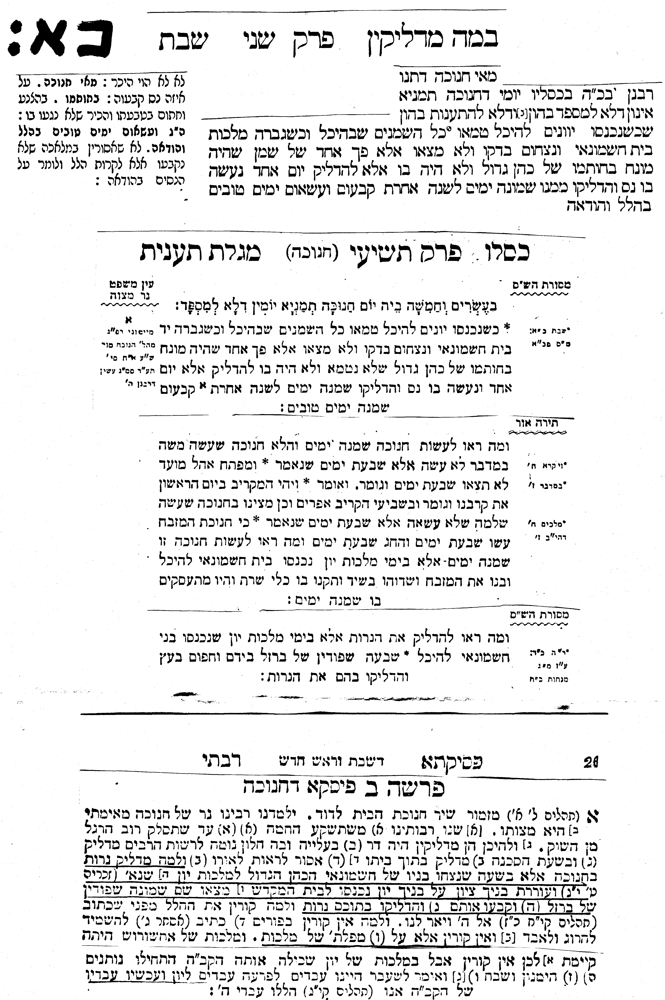 במה מדליקין פרק שני שבת כא:
מאי חנוכה דתנו
רבנן בכ"ה בכסליו יומי דחנוכה תמניא
אינון דלא למספד בהון ודלא להתענות בהון
שכשנכנסו יוונים להיכל טמאו כל השמנים שבהיכל וכשגברה מלכות
בית חשמונאי ונצחום בדקו ולא מצאו אלא פך אחד של שמן שהיה
מונח בחותמו של כהן גדול ולא היה בו אלא להדליק יום אחד נעשה
בו נס והדליקו ממנו שמונה ימים לשנה אחרת קבעום ועשאום ימים טובים
בהלל והודאה
לא לא הוי היכר: מאי חנוכה. על
איזה נס קבעוה: בחותמו. בהצנע
וחתום בטבעתו והכיר שלא נגעו בו:
ה"ג ועשאום ימים טובים בהלל
והודאה. לא שאסורין במלאכה שלא
נקבעו אלא לקרות הלל ולומר על
הנסים בהודאה:
כסלו פרק תשיעי (חנוכה) מגלת תענית
מסורת הש"ס
*שבת כ"א:
ס"ס פכ"א
עין משפט
נר מצוה
א
מיימוני רפ"ג
מהל' חנוכה טור
ש"ע א"ח סי'
תע"ר סמ"ג עשין
דרבנן ה'
בְּעֶשְׂרִים וְחַמִשָּׁה בֵיה יוֹם חֲנוּכָּה תְּמַנְיָא יוֹמִין דִלָא לְמִסְפַּד:
* כשנכנסו יונים להיכל טמאו כל השמנים שבהיכל וכשגברה יד
בית חשמונאי ונצחום בדקו ולא מצאו אלא פך אחד שהיה מונח
בחותמו של כהן גדול שלא נטמא ולא היה בו להדליק אלא יום
אחד ונעשה בו נס והדליקו שמנה ימים לשנה אחרת א קבעום
שמנה ימים טובים:
תורה אור
*ויקרא ח'
*במדבר ז'
*מלכים ח'
דהי"ב ז'
ומה ראו לעשות חנוכה שמנה ימים והלא חנוכה שעשה משה
במדבר לא עשה אלא שבעת ימים שנאמר * ומפתח אהל מועד
לא תצאו שבעת ימים וגומר. ואומר * ויהי המקריב ביום הראשון
את קרבנו וגומר ובשביעי הקריב אפרים וכן מצינו בחנוכה שעשה
שלמה שלא עשאה אלא שבעת ימים שנאמר * כי חנוכת המזבח
עשו שבעת ימים והחג שבעת ימים ומה ראו לעשות חנוכה זו
שמנה ימים-אלא בימי מלכות יון נכנסו בית חשמונאי להיכל
ובנו את המזבח ושדוהו בשיד ותקנו בו כלי שרת והיו מתעסקים
בו שמנה ימים:
מסורת הש"ס
*ר"ה כ"ד:
ע"ז מ"ג
מנחות כ"ח
ומה ראו להדליק את הנרות אלא בימי מלכות יון שנכנסו בני
חשמונאי להיכל * שבעה שפודין של ברזל בידם וחפום בעץ
והדליקו בהם את הנרות:
פסיקתא דשבת וראש חדש רבתי
פרשה ב פיסקא דחנוכה
א (תהלים ל' א') מזמור שיר חנוכת הבית לדוד. ילמדנו רבינו נר של חנוכה מאימתי
ב] היא מצותו. [א] שנו רבותינו א) משתשקע החמה (א) (א) עד שתסלק רוב הרגל
מן השוק. ג] ולהיכן הן מדליקין היה דר (ב) בעלייה ובה חלון נוטה לרשות הרבים מדליק
(ג) ובשעת הסכנה ב) מדליק בתוך ביתו ד] (ד) אסור לראות לאורו (ב) ולמה מדליק נרות
בחנוכה אלא בשעה שנצחו בניו של חשמונאי הכהן הגדול למלכות יון ה] שנא' (זכריה
ט' י"ג) ועוררת בניך ציון על בניך יון נכנסו לבית המקדש ו] מצאו שם שמונה שפודין
של ברזל (ה) וקבעו אותם ג) והדליקו בתוכם נרות ולמה קורין את ההלל מפני שכתוב
(תהלים קי"ח כ"ז) אל ה' ויאר לנו. ולמה אין קורין בפורים ד) כתיב (אסתר ג') להשמיד
להרוג ולאבד [ב] ואין קורין אלא על (ו) מפלת' של מלכות. ומלכות של אחשורוש היתה
קיימת א] לכן אין קורין אבל במלכות של יון שכילה אותה הקב"ה התחילו נותנים
ה) (ז) הימנון ושבח ו) [ג] ואימר לשעבר היינו עבדים לפרעה עבדים ליון ועכשיו עבדיו
של הקב"ה אנו (תהלים קי"ג) הללו עבדי ה':